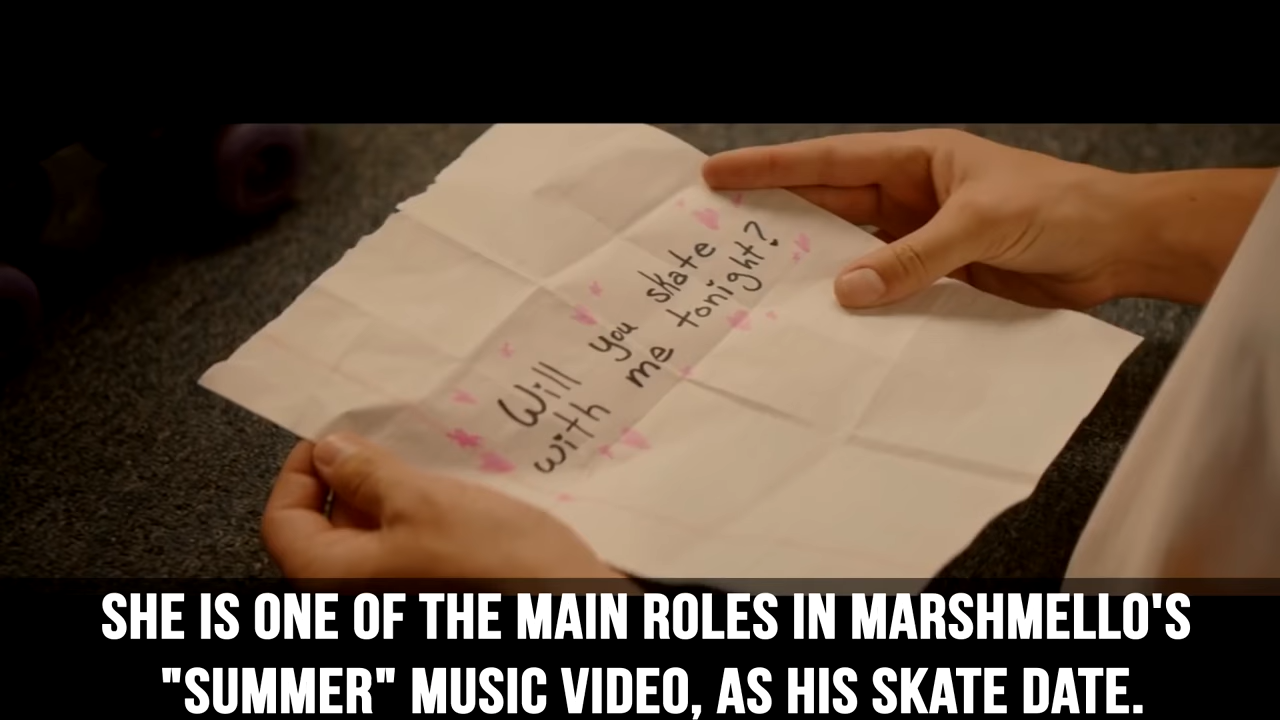 Will you skate
with me tonight?
SHE IS ONE OF THE MAIN ROLES IN MARSHMELLO'S
"SUMMER" MUSIC VIDEO, AS HIS SKATE DATE.